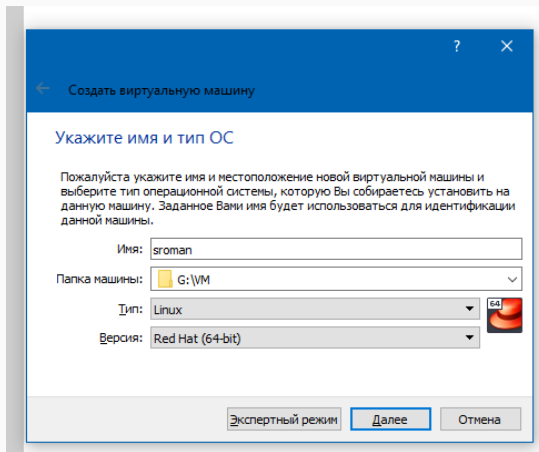 ?
Создать виртуальную машину
Укажите имя и тип ОС
Пожалуйста укажите имя и местоположение новой виртуальной машины и
выберите тип операционной системы, которую Вы собираетесь установить на
данную машину. Заданное Вами имя будет использоваться для идентификации
данной машины.
Имя: sroman
Папка машины: G:\VM
Тип: Linux
64
Версия: Red Hat (64-bit)
Экспертный режим Далее Отмена